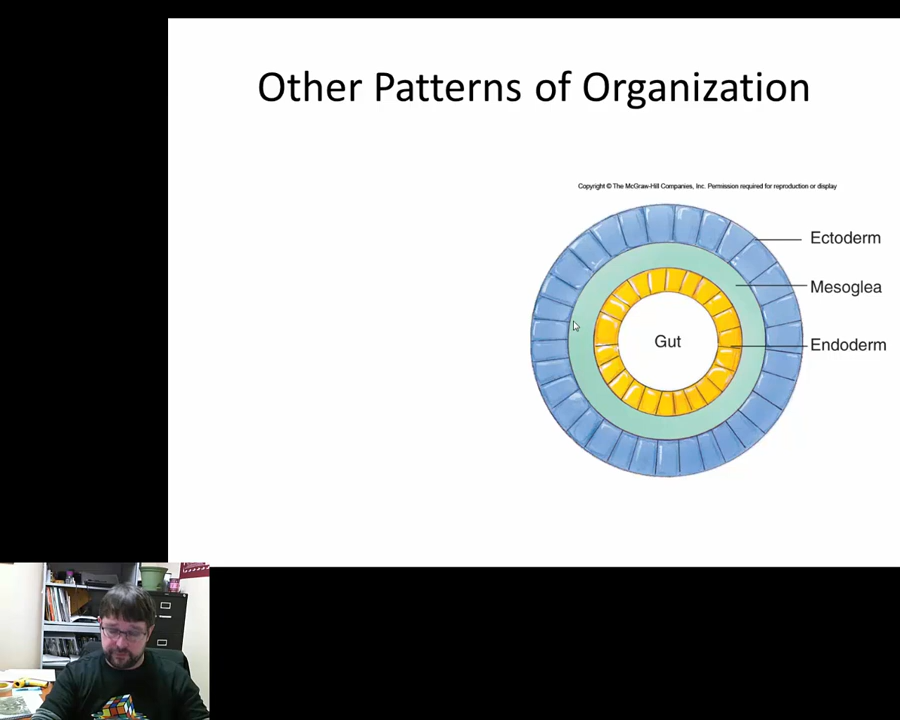 Other Patterns of Organization
Copyright © The McGraw-Hill Companies, Inc. Permission required for reproduction or display
Ectoderm
Mesoglea
Gut
Endoderm